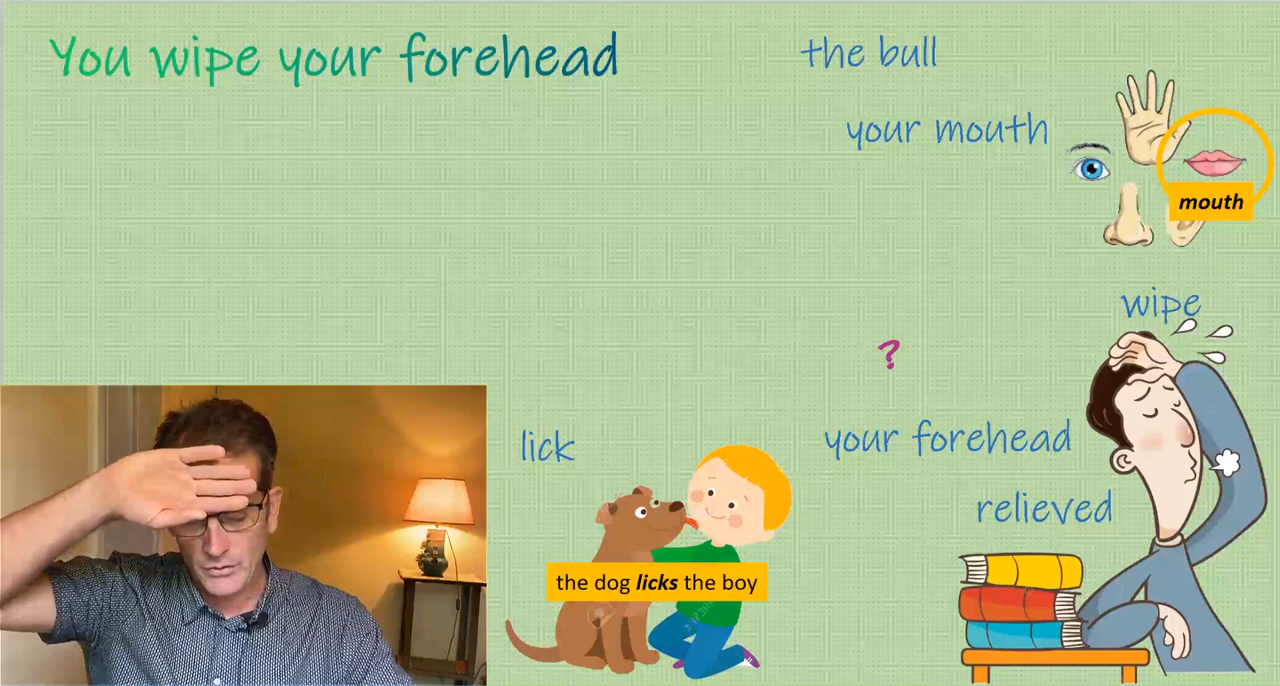 You wipe your forehead
the bull
your mouth
mouth
wipe
?
lick
your forehead
relieved
the dog licks the boy